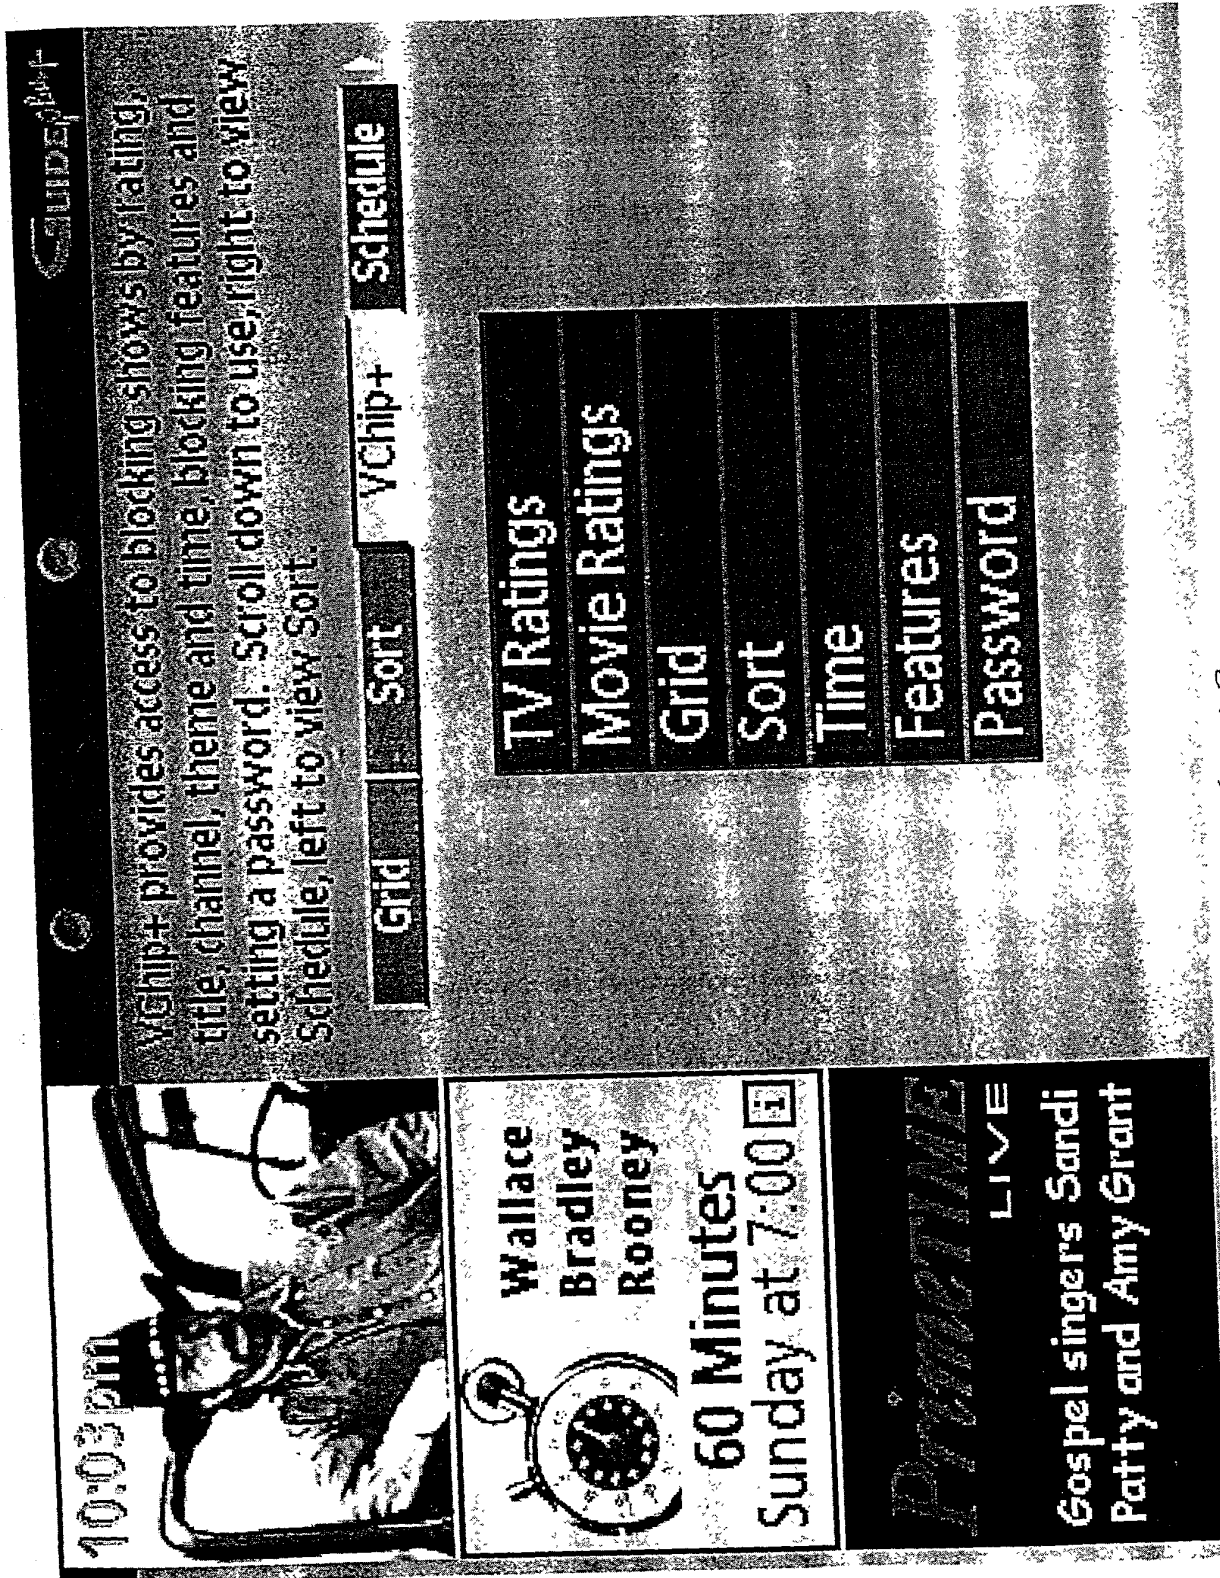 10:03pm
GUIDE plus+
VChip+ provides access to blocking shows by rating,
title, channel, theme and time, blocking features and
setting a password. Scroll down to use, right to view
Schedule, left to view Sort.
Grid
Sort
VChip+
Schedule
TV Ratings
Movie Ratings
Grid
Sort
Time
Features
Password
Wallace
Bradley
Rooney
60 Minutes
Sunday at 7:00 i
PRIMETIME
LIVE
Gospel singers Sandi
Patty and Amy Grant